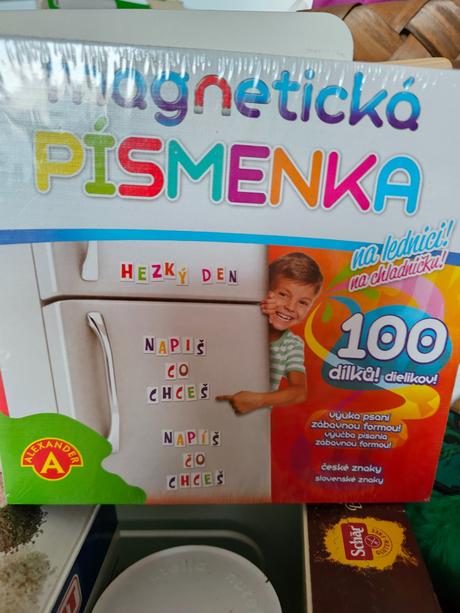 magnetická
PÍSMENKA
na lednici!
na chladničku!
HEZKÝ DEN
100
dílků! dielikov!
NAPIŠ
CO
CHCEŠ
výuka psaní
zábavnou formou!
výučba písania
zábavnou formou!
NAPÍŠ
ČO
CHCEŠ
české znaky
slovenské znaky
ALEXANDER
Schär